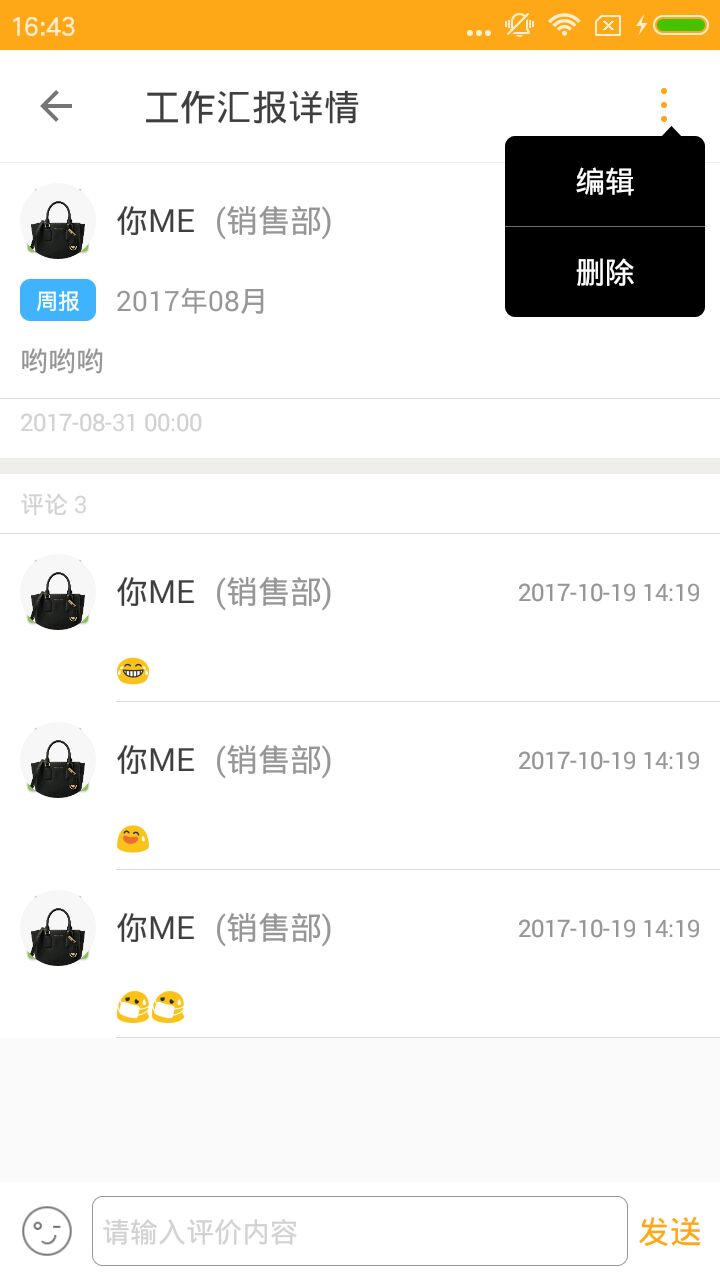 16:43
工作汇报详情
编辑
删除
你ME (销售部)
周报 2017年08月
哟哟哟
2017-08-31 00:00
评论 3
你ME (销售部) 2017-10-19 14:19
😂
你ME (销售部) 2017-10-19 14:19
😅
你ME (销售部) 2017-10-19 14:19
😷😷
请输入评价内容
发送